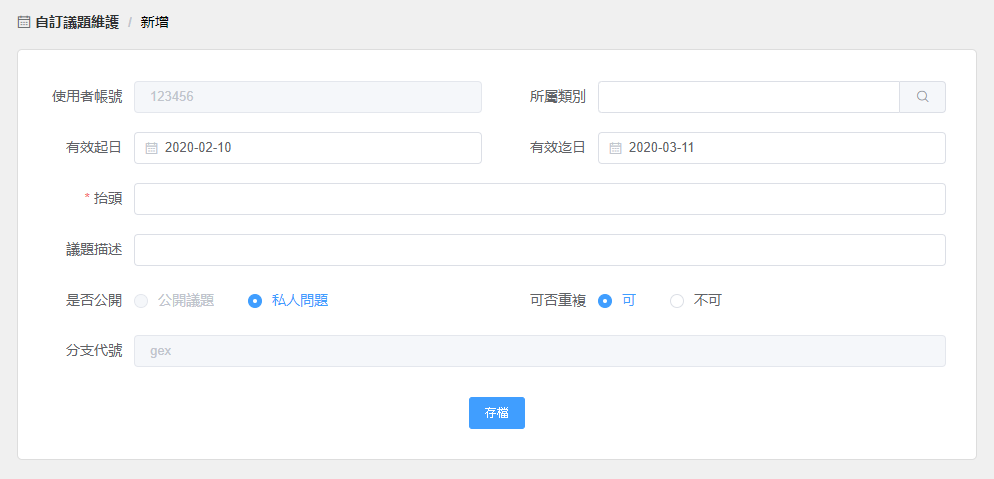 自訂議題維護 / 新增
使用者帳號 123456 所屬類別
有效起日 2020-02-10 有效迄日 2020-03-11
* 抬頭
議題描述
是否公開 公開議題 私人問題 可否重複 可 不可
分支代號 gex
存檔